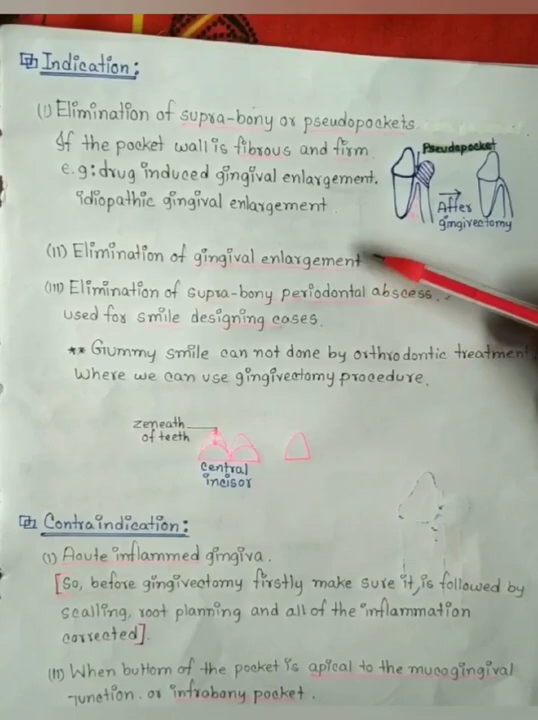 Indication:
(i) Elimination of supra-bony or pseudopockets
If the pocket wall is fibrous and firm
e.g: drug induced gingival enlargement.
idiopathic gingival enlargement
Pseudopocket
After
gingivectomy
(ii) Elimination of gingival enlargement
(iii) Elimination of supra-bony periodontal abscess.
used for smile designing cases.
** Gummy smile can not done by orthrodontic treatment
Where we can use gingivectomy procedure.
zeneath
of teeth
central
incisor
Contraindication:
(i) Acute inflammed gingiva.
[So, before gingivectomy firstly make sure it, is followed by
scalling, root planning and all of the inflammation
corrected].
(ii) When buttom of the pocket is apical to the mucogingival
Junction. or infrabony pocket.